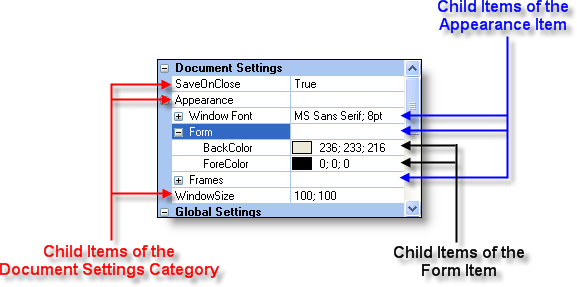 Child Items of the
Appearance Item
Document Settings
SaveOnClose True
Appearance
Window Font MS Sans Serif; 8pt
Form
BackColor 236; 233; 216
ForeColor 0; 0; 0
Frames
WindowSize 100; 100
Global Settings
Child Items of the
Document Settings Category
Child Items of the
Form Item